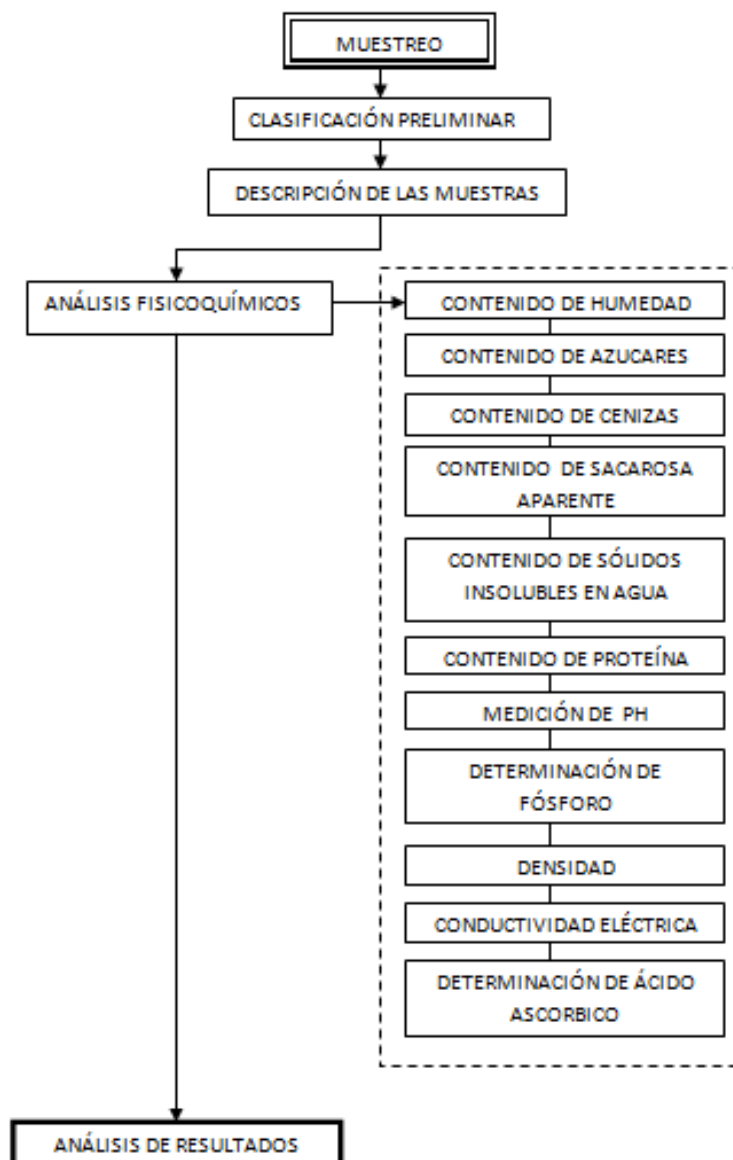 MUESTREO
CLASIFICACIÓN PRELIMINAR
DESCRIPCIÓN DE LAS MUESTRAS
ANÁLISIS FISICOQUÍMICOS
CONTENIDO DE HUMEDAD
CONTENIDO DE AZUCARES
CONTENIDO DE CENIZAS
CONTENIDO DE SACAROSA
APARENTE
CONTENIDO DE SÓLIDOS
INSOLUBLES EN AGUA
CONTENIDO DE PROTEÍNA
MEDICIÓN DE PH
DETERMINACIÓN DE
FÓSFORO
DENSIDAD
CONDUCTIVIDAD ELÉCTRICA
DETERMINACIÓN DE ÁCIDO
ASCORBICO
ANÁLISIS DE RESULTADOS